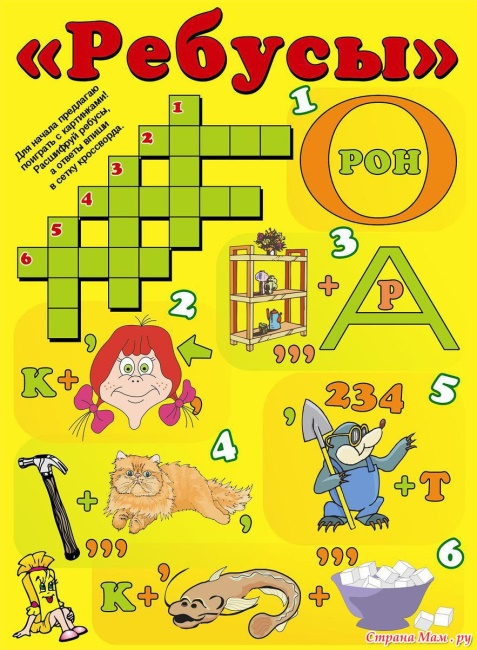 «Ребусы»
Для начала предлагаю
поиграть с картинками!
Расшифруй ребусы,
а ответы впиши
в сетку кроссворда.
1
2
3
4
5
6
1
О
РОН
3
+ А
Р
,,,
2
К+
’
,
5
, 234
+Т
4
+
,,,
,
6
К+
’
,,,
Страна Мам . ру